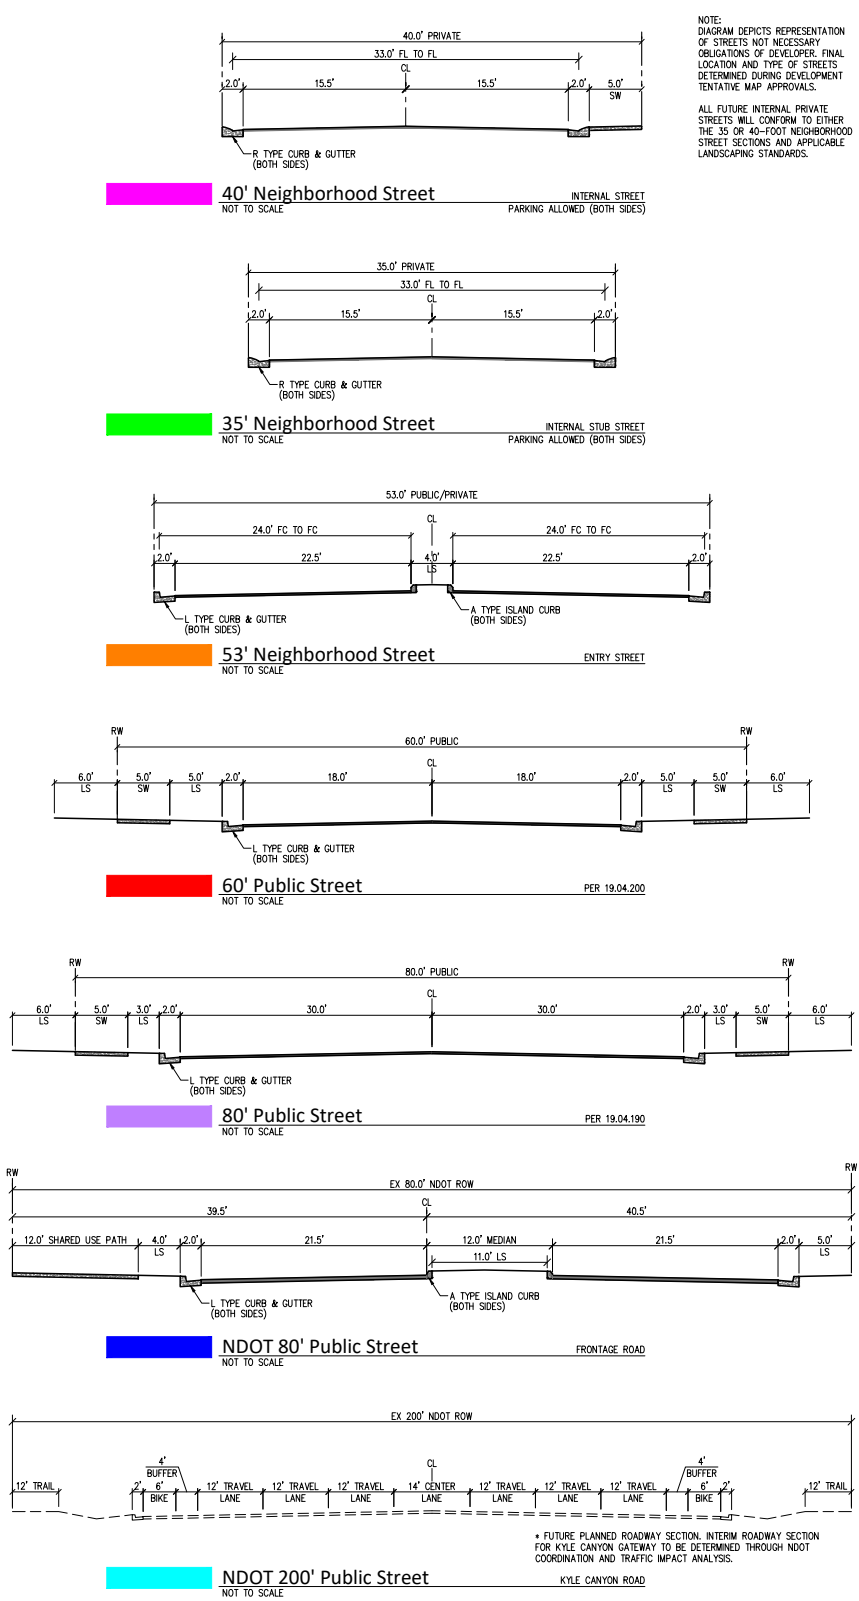 NOTE:
DIAGRAM DEPICTS REPRESENTATION
OF STREETS NOT NECESSARY
OBLIGATIONS OF DEVELOPER. FINAL
LOCATION AND TYPE OF STREETS
DETERMINED DURING DEVELOPMENT
TENTATIVE MAP APPROVALS.
ALL FUTURE INTERNAL PRIVATE
STREETS WILL CONFORM TO EITHER
THE 35 OR 40-FOOT NEIGHBORHOOD
STREET SECTIONS AND APPLICABLE
LANDSCAPING STANDARDS.
40.0' PRIVATE
33.0' FL TO FL
CL
2.0' 15.5' 15.5' 2.0' 5.0'
SW
R TYPE CURB & GUTTER
(BOTH SIDES)
40' Neighborhood Street INTERNAL STREET
NOT TO SCALE PARKING ALLOWED (BOTH SIDES)
35.0' PRIVATE
33.0' FL TO FL
CL
2.0' 15.5' 15.5' 2.0'
R TYPE CURB & GUTTER
(BOTH SIDES)
35' Neighborhood Street INTERNAL STUB STREET
NOT TO SCALE PARKING ALLOWED (BOTH SIDES)
53.0' PUBLIC/PRIVATE
CL
24.0' FC TO FC 24.0' FC TO FC
2.0' 22.5' 4.0' 22.5' 2.0'
LS
L TYPE CURB & GUTTER
(BOTH SIDES)
A TYPE ISLAND CURB
(BOTH SIDES)
53' Neighborhood Street ENTRY STREET
NOT TO SCALE
RW RW
60.0' PUBLIC
CL
6.0' 5.0' 5.0' 2.0' 18.0' 18.0' 2.0' 5.0' 5.0' 6.0'
LS SW LS LS SW LS
L TYPE CURB & GUTTER
(BOTH SIDES)
60' Public Street PER 19.04.200
NOT TO SCALE
RW RW
80.0' PUBLIC
CL
6.0' 5.0' 3.0' 2.0' 30.0' 30.0' 2.0' 3.0' 5.0' 6.0'
LS SW LS LS SW LS
L TYPE CURB & GUTTER
(BOTH SIDES)
80' Public Street PER 19.04.190
NOT TO SCALE
RW RW
EX 80.0' NDOT ROW
CL
39.5' 40.5'
12.0' SHARED USE PATH 4.0' 2.0' 21.5' 12.0' MEDIAN 21.5' 2.0' 5.0'
LS 11.0' LS LS
L TYPE CURB & GUTTER
(BOTH SIDES)
A TYPE ISLAND CURB
(BOTH SIDES)
NDOT 80' Public Street FRONTAGE ROAD
NOT TO SCALE
EX 200' NDOT ROW
4' CL 4'
BUFFER BUFFER
12' TRAIL 2' 6' 12' TRAVEL 12' TRAVEL 12' TRAVEL 14' CENTER 12' TRAVEL 12' TRAVEL 12' TRAVEL 6' 2' 12' TRAIL
BIKE LANE LANE LANE LANE LANE LANE LANE BIKE
* FUTURE PLANNED ROADWAY SECTION. INTERIM ROADWAY SECTION
FOR KYLE CANYON GATEWAY TO BE DETERMINED THROUGH NDOT
COORDINATION AND TRAFFIC IMPACT ANALYSIS.
NDOT 200' Public Street KYLE CANYON ROAD
NOT TO SCALE